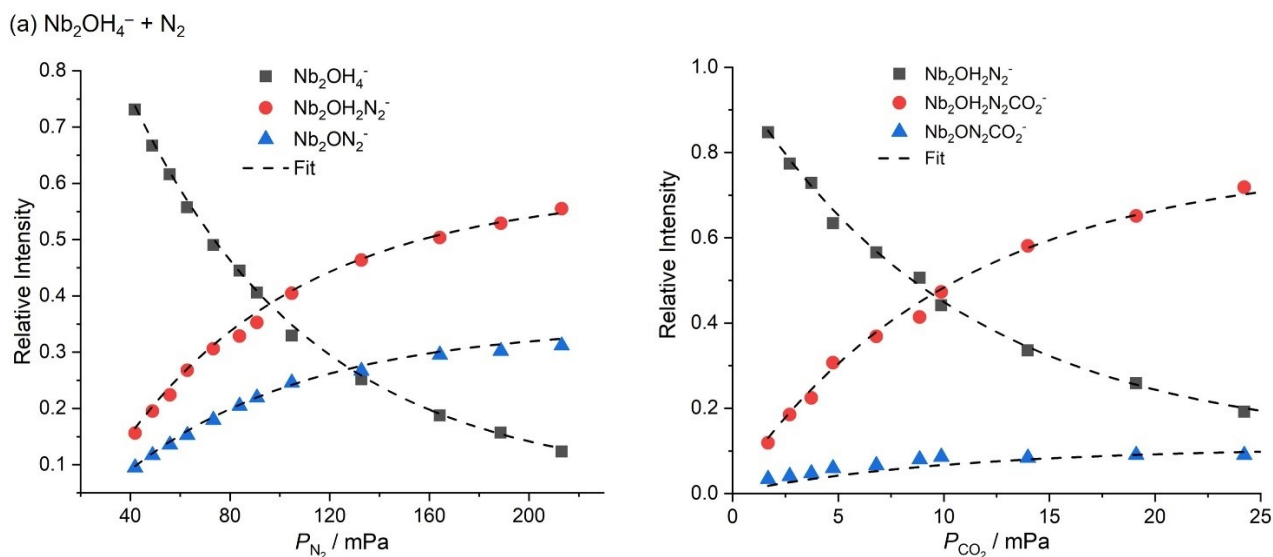 (a) Nb₂OH₄⁻ + N₂
0.8
0.7
0.6
0.5
0.4
0.3
0.2
0.1
Relative Intensity
Nb₂OH₄⁻
Nb₂OH₂N₂⁻
Nb₂ON₂⁻
Fit
40 80 120 160 200
P_N₂ / mPa
1.0
0.8
0.6
0.4
0.2
0.0
Relative Intensity
Nb₂OH₂N₂⁻
Nb₂OH₂N₂CO₂⁻
Nb₂ON₂CO₂⁻
Fit
0 5 10 15 20 25
P_CO₂ / mPa